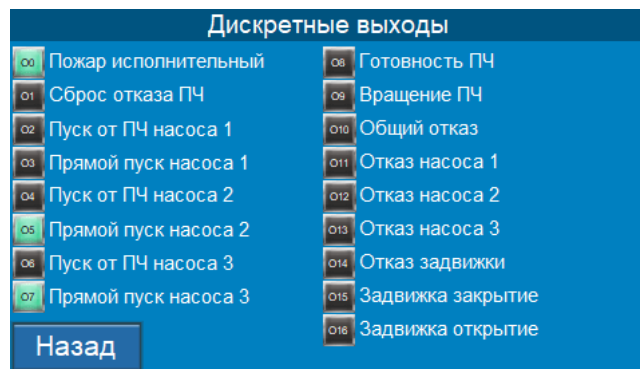 Дискретные выходы
O0 Пожар исполнительный
O1 Сброс отказа ПЧ
O2 Пуск от ПЧ насоса 1
O3 Прямой пуск насоса 1
O4 Пуск от ПЧ насоса 2
O5 Прямой пуск насоса 2
O6 Пуск от ПЧ насоса 3
O7 Прямой пуск насоса 3
O8 Готовность ПЧ
O9 Вращение ПЧ
O10 Общий отказ
O11 Отказ насоса 1
O12 Отказ насоса 2
O13 Отказ насоса 3
O14 Отказ задвижки
O15 Задвижка закрытие
O16 Задвижка открытие
Назад